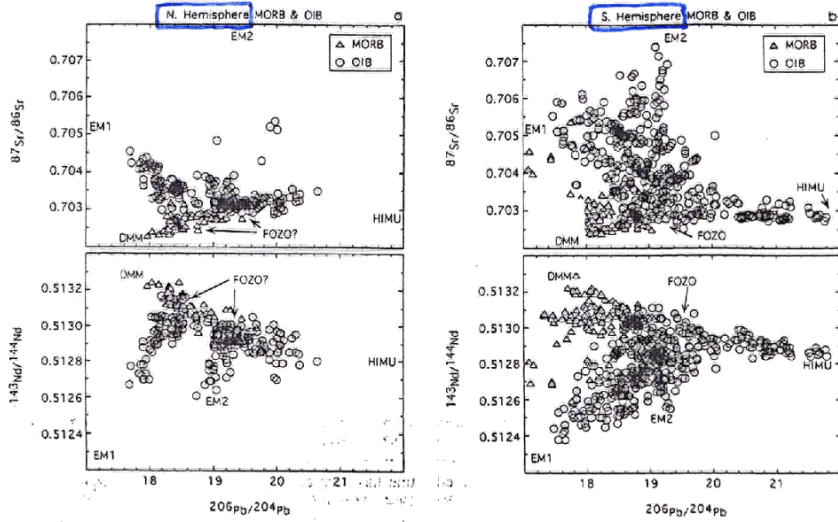 N. Hemisphere MORB & OIB a
EM2
MORB
OIB
0.707
0.705
0.704
0.703
87Sr/86Sr
EM1
HIMU
DMM
FOZO?
DMM
FOZO?
0.5132
0.5130
0.5128
0.5126
0.5124
143Nd/144Nd
HIMU
EM2
EM1
18 19 20 21
206Pb/204Pb
S. Hemisphere MORB & OIB b
EM2
MORB
OIB
0.707
0.706
0.705
0.704
0.703
87Sr/86Sr
EM1
HIMU
DMM
FOZO
DMM
FOZO
0.5132
0.5130
0.5128
0.5126
0.5124
143Nd/144Nd
HIMU
EM2
EM1
18 19 20 21
206Pb/204Pb